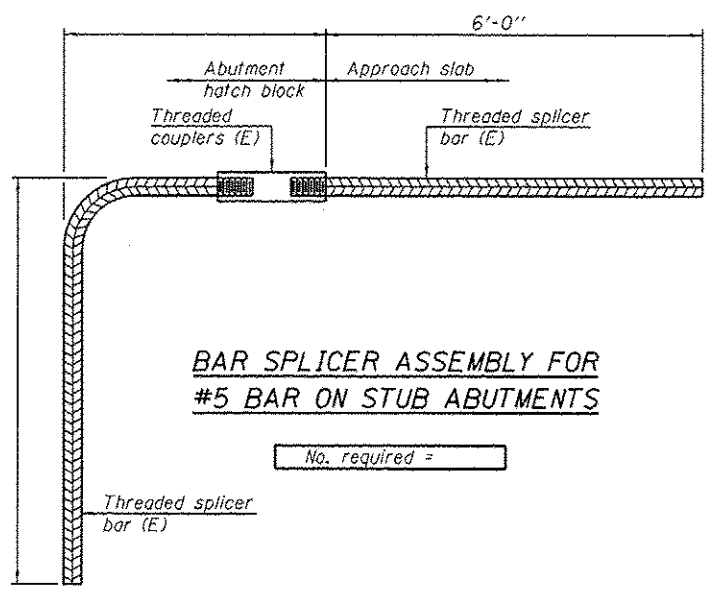 6'-0"
Abutment
hatch block
Approach slab
Threaded
couplers (E)
Threaded splicer
bar (E)
BAR SPLICER ASSEMBLY FOR
#5 BAR ON STUB ABUTMENTS
No. required =
Threaded splicer
bar (E)